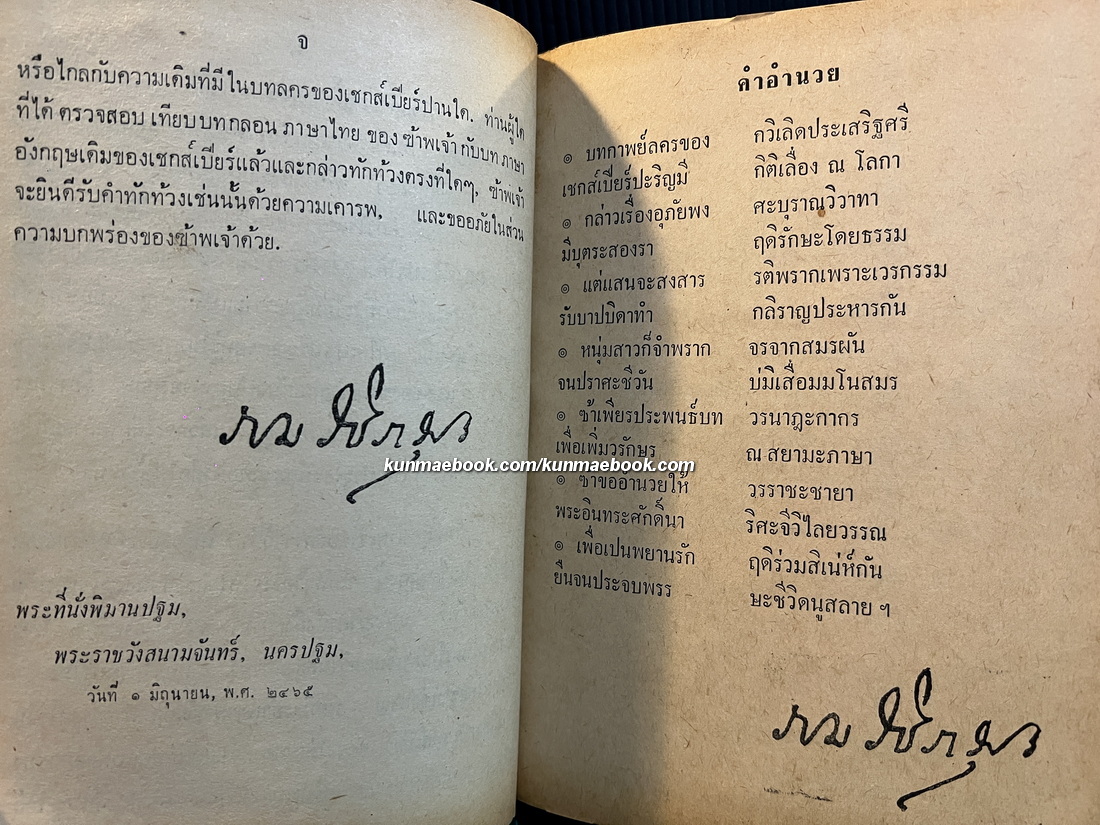 จ
หรือไกลกับความเดิมที่มีในบทลครของเชกส์เปียร์ปานใด. ท่านผู้ใด
ที่ได้ ตรวจสอบ เทียบบทกลอน ภาษาไทย ของ ข้าพเจ้า กับบท ภาษา
อังกฤษเดิมของเชกส์เปียร์แล้วและกล่าวทักท้วงตรงที่ใดๆ, ข้าพเจ้า
จะยินดีรับคำทักท้วงเช่นนั้นด้วยความเคารพ, และขออภัยในส่วน
ความบกพร่องของข้าพเจ้าด้วย.
พระที่นั่งพิมานปฐม,
พระราชวังสนามจันทร์, นครปฐม,
วันที่ ๑ มิถุนายน, พ.ศ. ๒๔๖๕
คำอำนวย
๏ บทกาพย์ลครของ กวิเลิดประเสริฐศรี
เชกส์เปียร์ปะริญมี กิติเลื่อง ณ โลกา
๏ กล่าวเรื่องอุภัยพง ศะบุราณวิวาทา
มีบุตระสองรา ฤดิรักษะโดยธรรม
๏ แต่แสนจะสงสาร รติพรากเพราะเวรกรรม
รับบาปบิดาทำ กลิราญประหารกัน
๏ หนุ่มสาวก็จำพราก จรจากสมรผัน
จนปราศะชีวัน บ่มิเสื่อมมโนสมร
๏ ข้าเพียรประพนธ์บท วรนาฏะกากร
เพื่อเพิ่มวรักษร ณ สยามะภาษา
๏ ข้าขออำนวยให้ วรราชะชายา
พระอินทระศักดิ์นา ริศะจีวิไลยวรรณ
๏ เพื่อเปนพยานรัก ฤดิร่วมสิเน่ห์กัน
ยืนจนประจบพรร ษะชีวิตนูสลาย ฯ
kunmaebook.com/kunmaebook.com